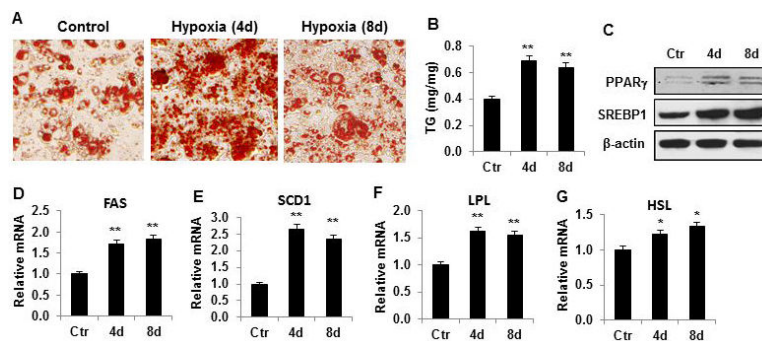 A
Control
Hypoxia (4d)
Hypoxia (8d)
B
TG (mg/mg)
0.8
0.6
0.4
0.2
0.0
**
**
Ctr
4d
8d
C
Ctr
4d
8d
PPARγ
SREBP1
β-actin
D
FAS
Relative mRNA
2.0
1.5
1.0
0.5
0.0
**
**
Ctr
4d
8d
E
SCD1
Relative mRNA
3.0
2.5
2.0
1.5
1.0
0.5
0.0
**
**
Ctr
4d
8d
F
LPL
Relative mRNA
2.0
1.5
1.0
0.5
0.0
**
**
Ctr
4d
8d
G
HSL
Relative mRNA
1.5
1.0
0.5
0.0
*
*
Ctr
4d
8d